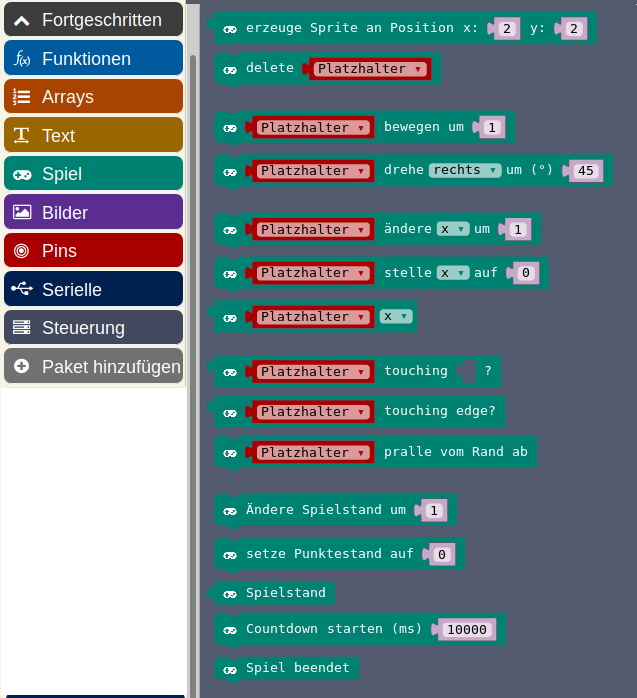 Fortgeschritten
Funktionen
Arrays
Text
Spiel
Bilder
Pins
Serielle
Steuerung
Paket hinzufügen
erzeuge Sprite an Position x: 2 y: 2
delete Platzhalter
Platzhalter bewegen um 1
Platzhalter drehe rechts um (°) 45
Platzhalter ändere x um 1
Platzhalter stelle x auf 0
Platzhalter x
Platzhalter touching ?
Platzhalter touching edge?
Platzhalter pralle vom Rand ab
Ändere Spielstand um 1
setze Punktestand auf 0
Spielstand
Countdown starten (ms) 10000
Spiel beendet